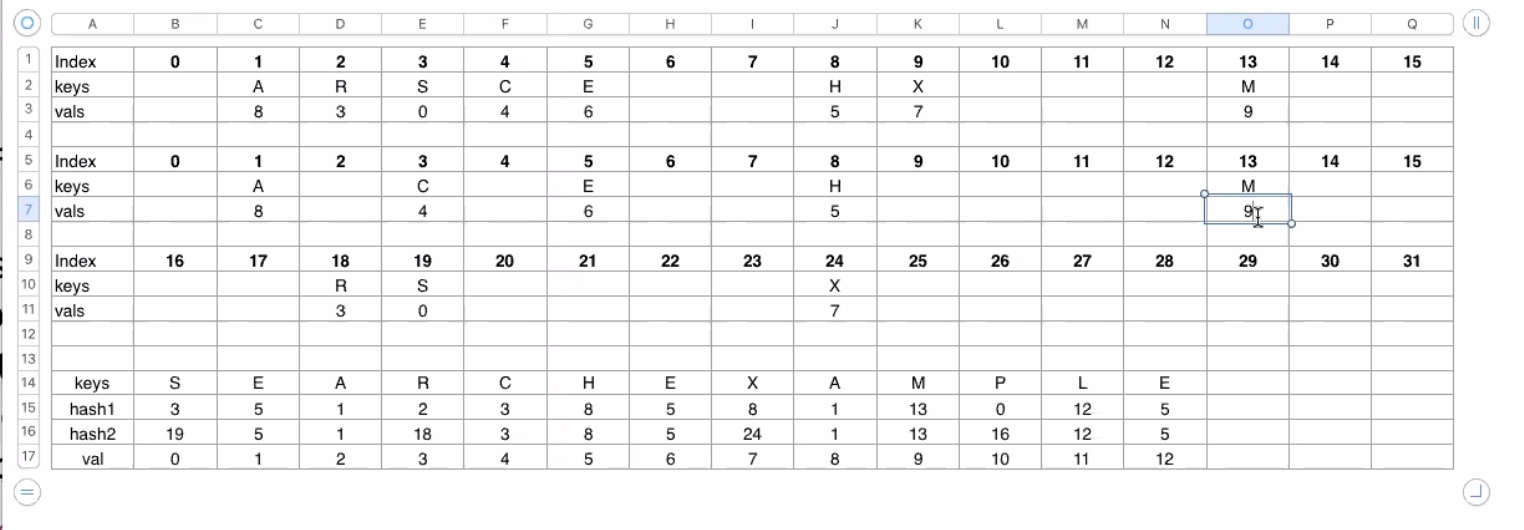 A B C D E F G H I J K L M N O P Q
1 Index 0 1 2 3 4 5 6 7 8 9 10 11 12 13 14 15
2 keys A R S C E H X M
3 vals 8 3 0 4 6 5 7 9
4
5 Index 0 1 2 3 4 5 6 7 8 9 10 11 12 13 14 15
6 keys A C E H M
7 vals 8 4 6 5 9
8
9 Index 16 17 18 19 20 21 22 23 24 25 26 27 28 29 30 31
10 keys R S X
11 vals 3 0 7
12
13
14 keys S E A R C H E X A M P L E
15 hash1 3 5 1 2 3 8 5 8 1 13 0 12 5
16 hash2 19 5 1 18 3 8 5 24 1 13 16 12 5
17 val 0 1 2 3 4 5 6 7 8 9 10 11 12